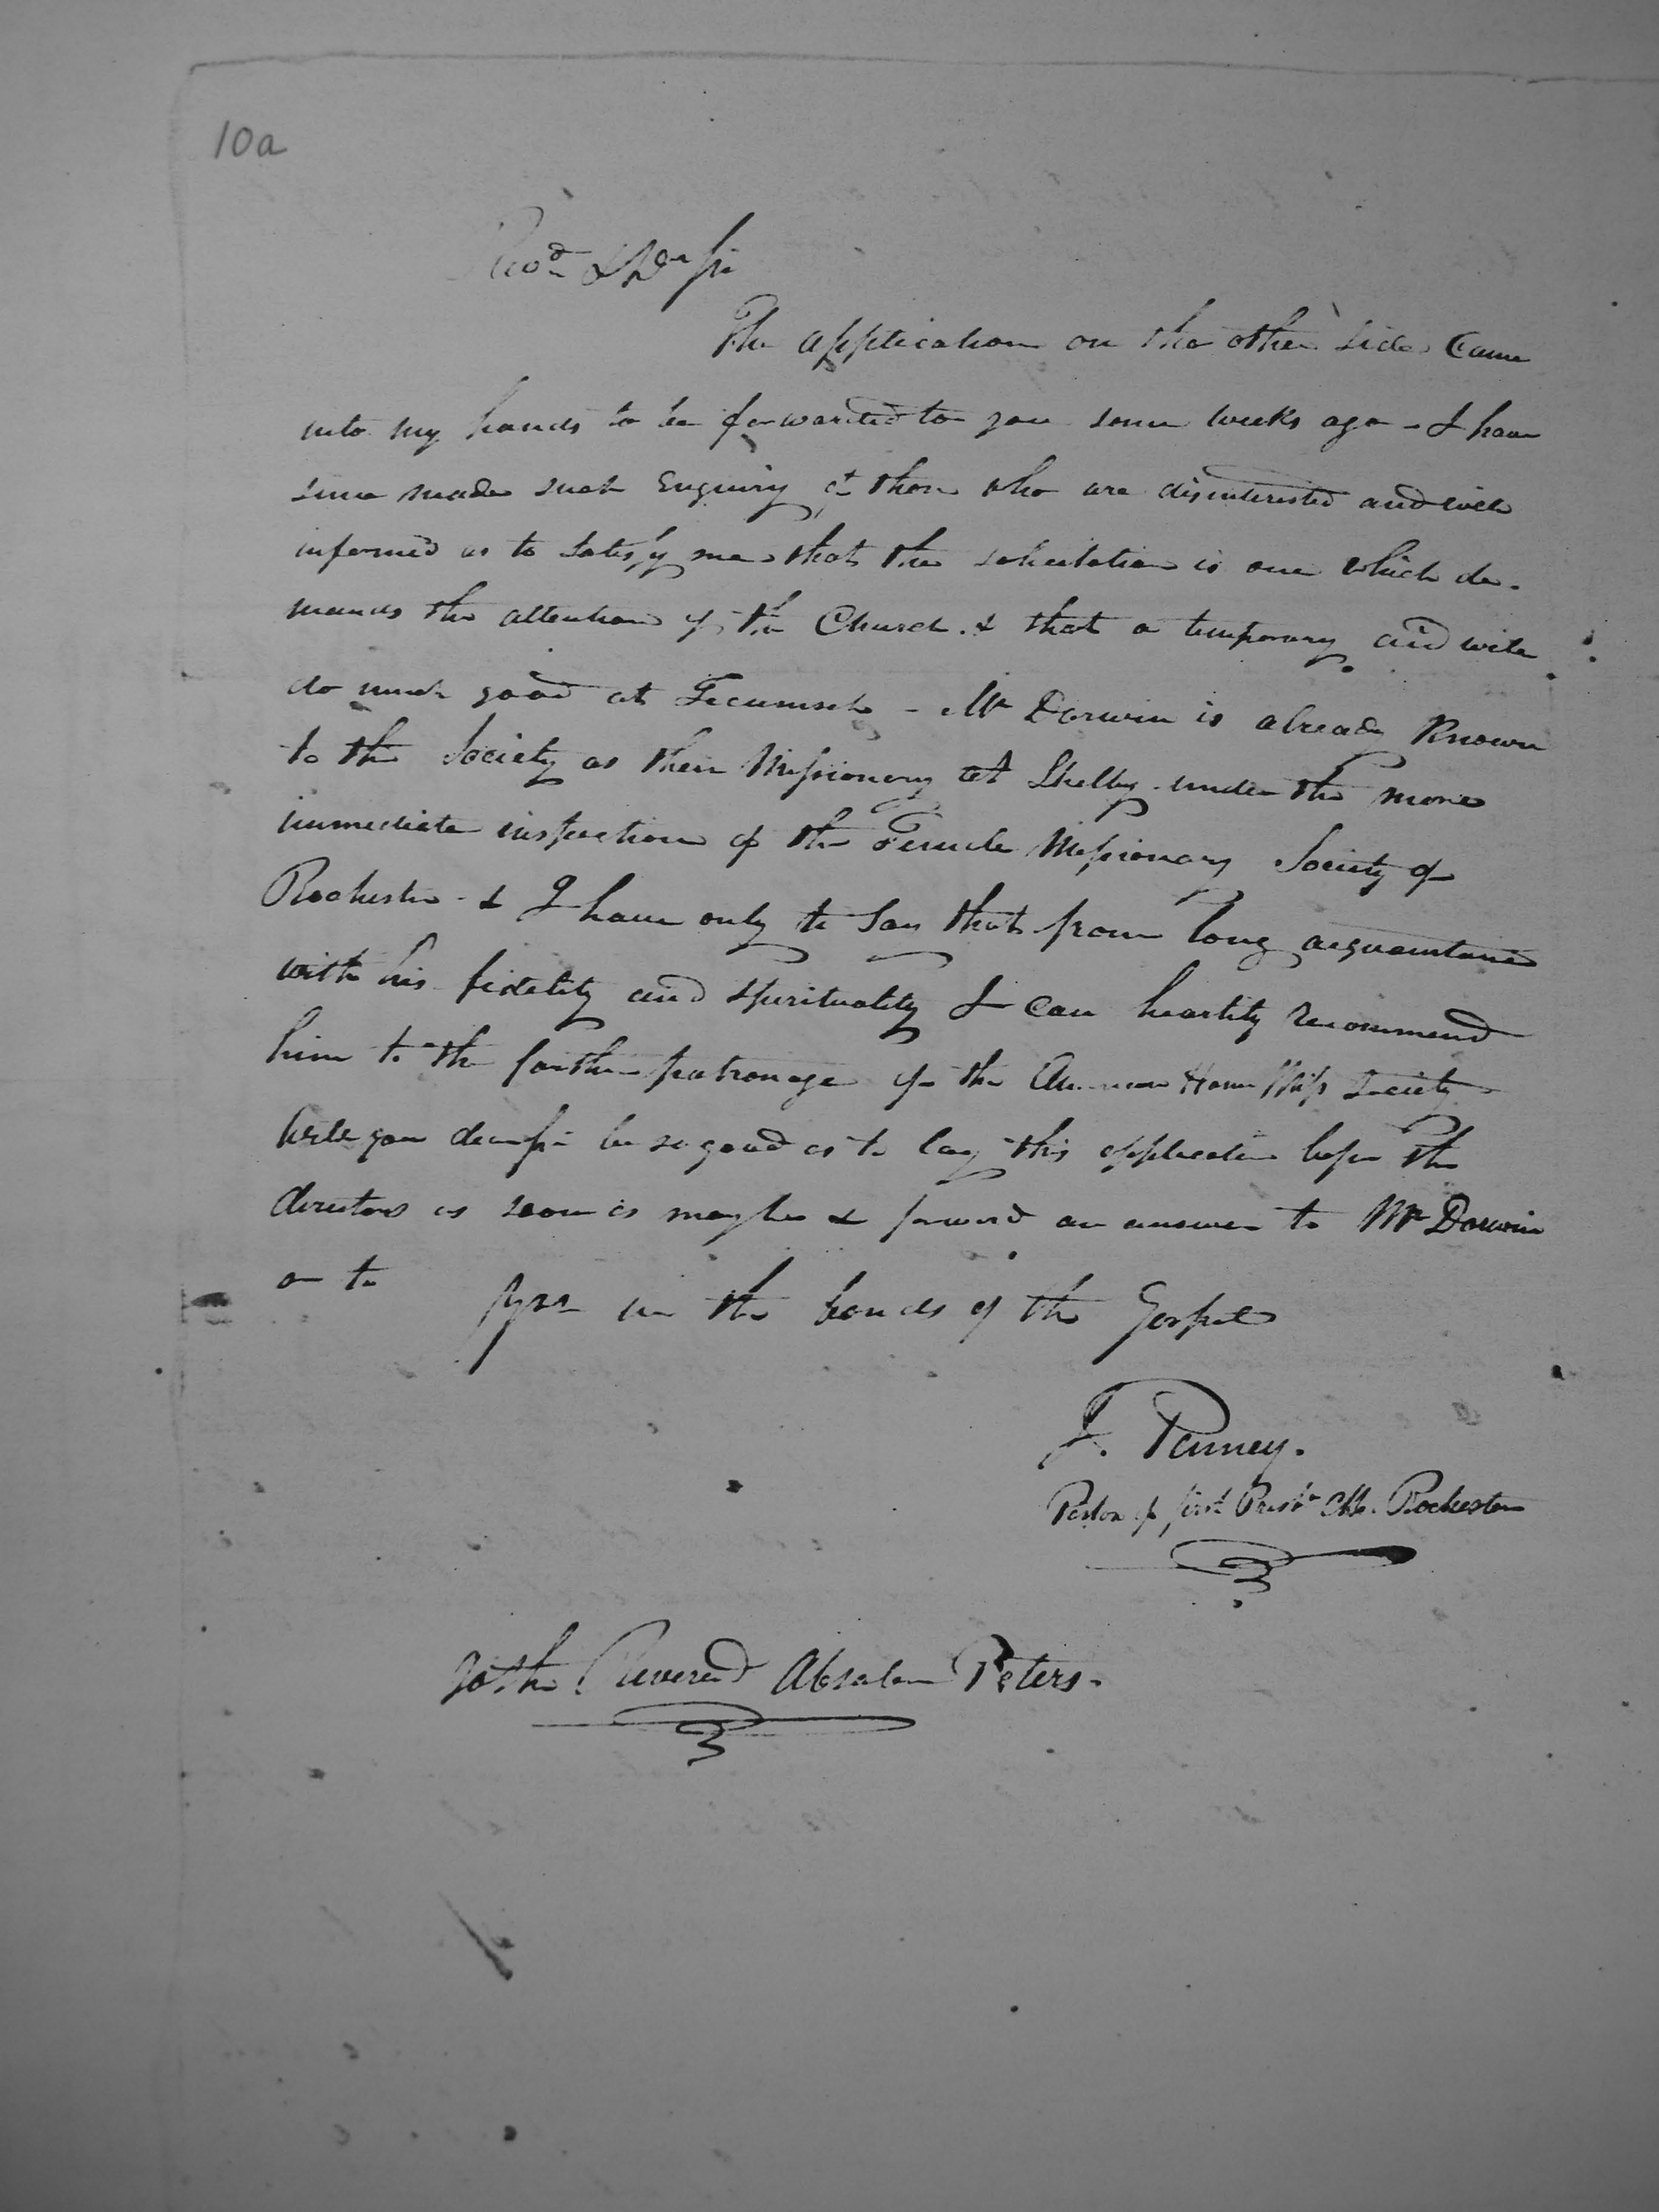 10a
Revd & Dr Sir
The application on the other side came
into my hands to be forwarded to you some weeks ago - I have
since made such enquiry of those who are disinterested and well
informed as to satisfy me that the solicitation is one which de-
mands the attention of the Church. & that a temporary aid will
do much good at Tecumseh - Mr Darwin is already Known
to the Society as their Missionary at Shelby under the more
immediate inspection of the Female Missionary Society of
Rochester - & I have only to say that from long acquaintance
with his fidelity and spirituality I can heartily recommend
him to the farther patronage of the American Home Miss Society
Will you dear Sir be so good as to lay this application before the
directors as soon as may be & forward an answer to Mr Darwin
or to
yrs in the bonds of the Gospel
J. Penney.
Pastor of first Presbn Ch. Rochester
To the Reverend Absalom Peters.